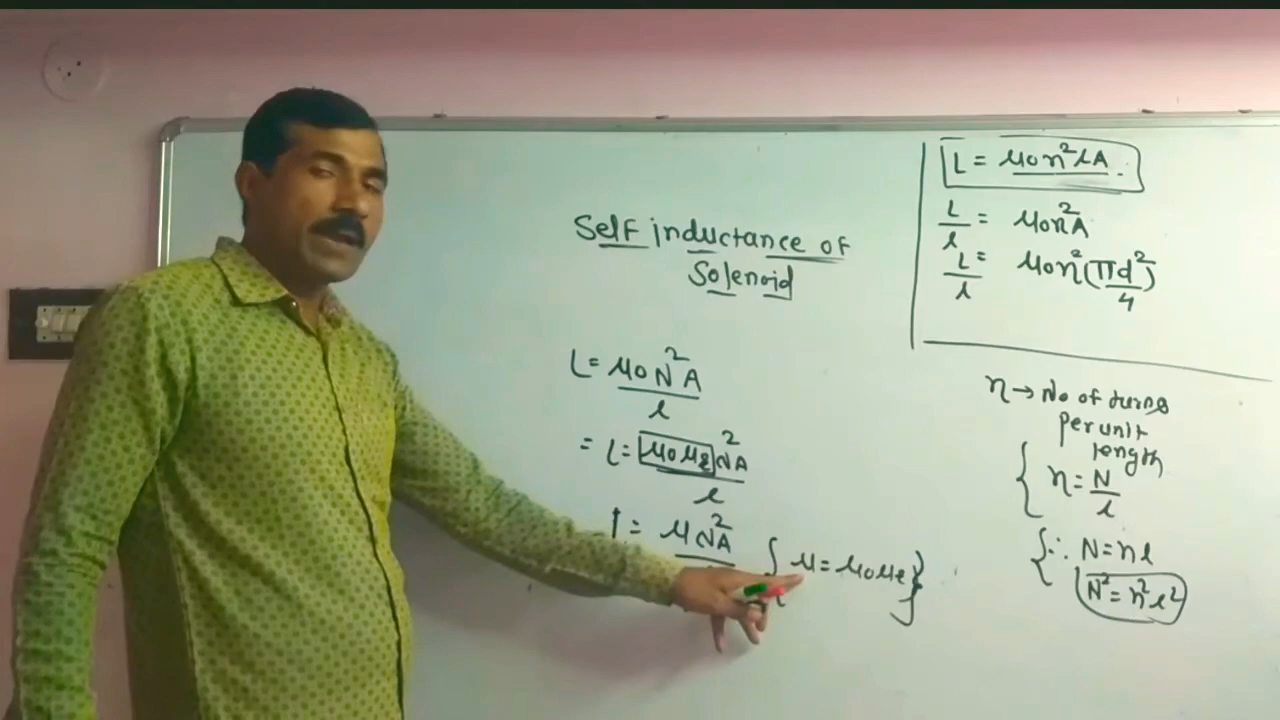 Self inductance of
Solenoid
L = μ₀N²A
l
= L = μ₀μᵣN²A
l
L = μN²A
{ μ = μ₀μᵣ }
L = μ₀n²lA
L/l = μ₀n²A
L/l = μ₀n²(πd²/4)
n → No of turns
per unit
length
{ n = N/l
{ ∴ N = nl
N² = n²l²